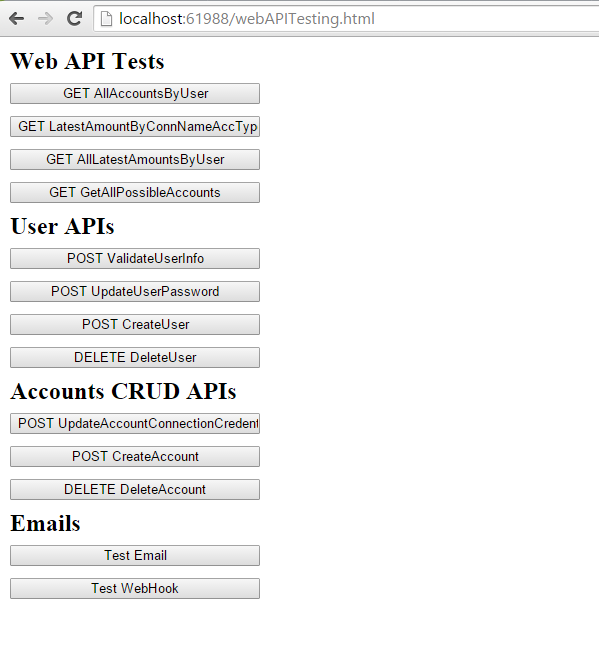 localhost:61988/webAPITesting.html
Web API Tests
GET AllAccountsByUser
GET LatestAmountByConnNameAccTyp
GET AllLatestAmountsByUser
GET GetAllPossibleAccounts
User APIs
POST ValidateUserInfo
POST UpdateUserPassword
POST CreateUser
DELETE DeleteUser
Accounts CRUD APIs
POST UpdateAccountConnectionCredent
POST CreateAccount
DELETE DeleteAccount
Emails
Test Email
Test WebHook